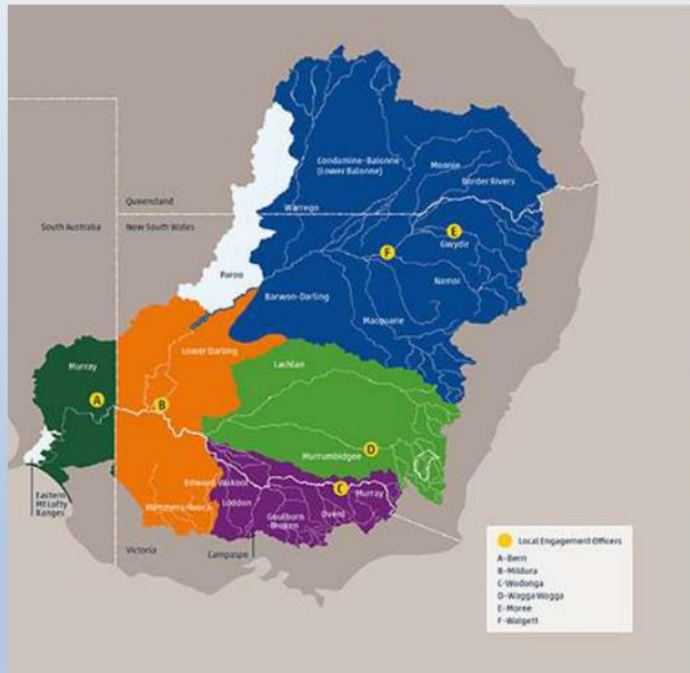 Condamine-Balonne
(Lower Balonne)
Moonie
Border Rivers
Queensland
Warrego
South Australia
New South Wales
E
Gwydir
F
Paroo
Namoi
Barwon-Darling
Macquarie
Lower Darling
Lachlan
Murray
A
B
Murrumbidgee
D
Edward-Wakool
C
Murray
Loddon
Eastern
Mt Lofty
Ranges
Wimmera-Avoca
Goulburn
Broken
Ovens
Victoria
Campaspe
Local Engagement Officers
A-Berri
B-Mildura
C-Wodonga
D-Wagga Wagga
E-Moree
F-Walgett